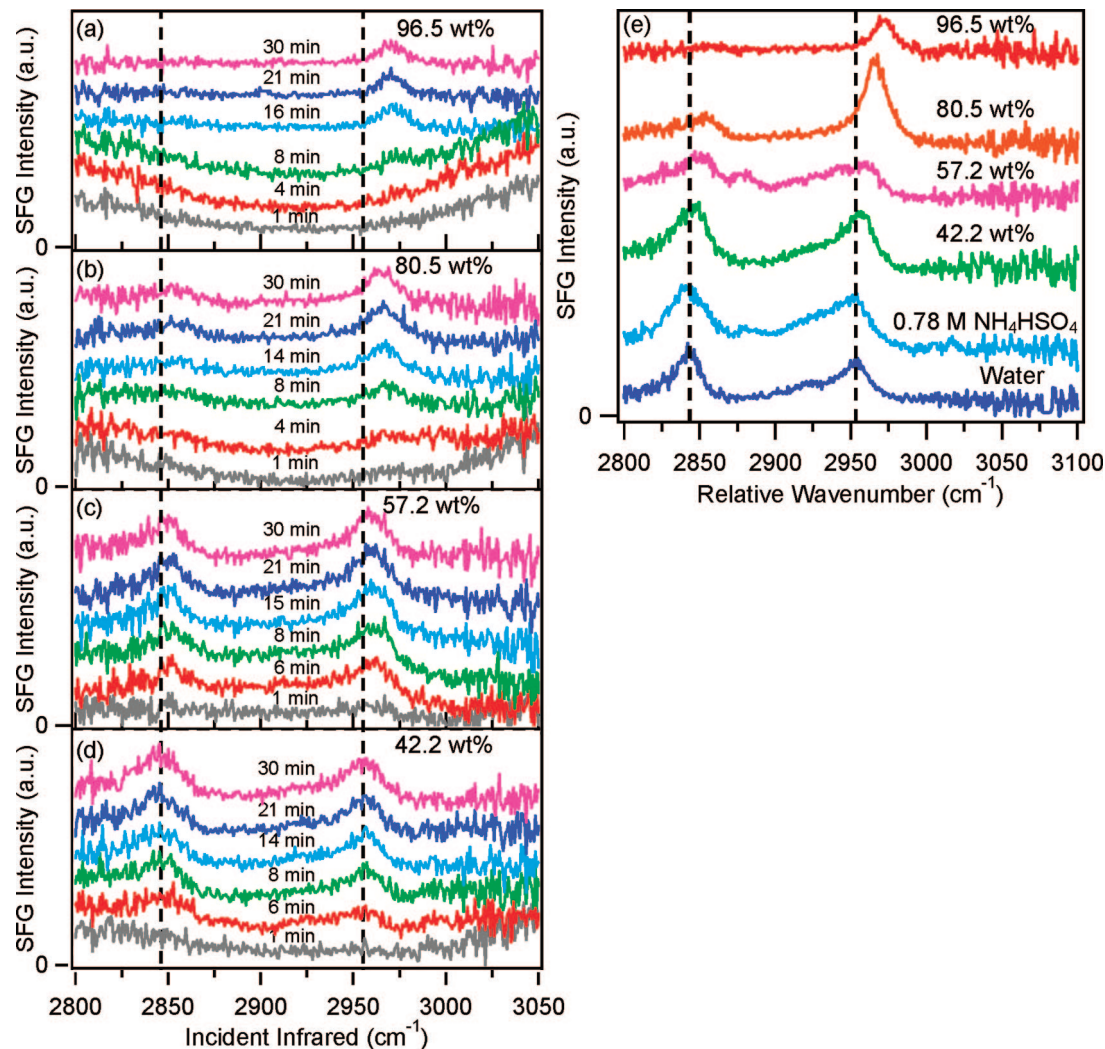 (a) 96.5 wt%
30 min
21 min
16 min
8 min
4 min
1 min
SFG Intensity (a.u.)
0
(b) 80.5 wt%
30 min
21 min
14 min
8 min
4 min
1 min
SFG Intensity (a.u.)
0
(c) 57.2 wt%
30 min
21 min
15 min
8 min
6 min
1 min
SFG Intensity (a.u.)
0
(d) 42.2 wt%
30 min
21 min
14 min
8 min
6 min
1 min
SFG Intensity (a.u.)
0
2800 2850 2900 2950 3000 3050
Incident Infrared (cm⁻¹)
(e) 96.5 wt%
80.5 wt%
57.2 wt%
42.2 wt%
0.78 M NH₄HSO₄
Water
SFG Intensity (a.u.)
0
2800 2850 2900 2950 3000 3050 3100
Relative Wavenumber (cm⁻¹)